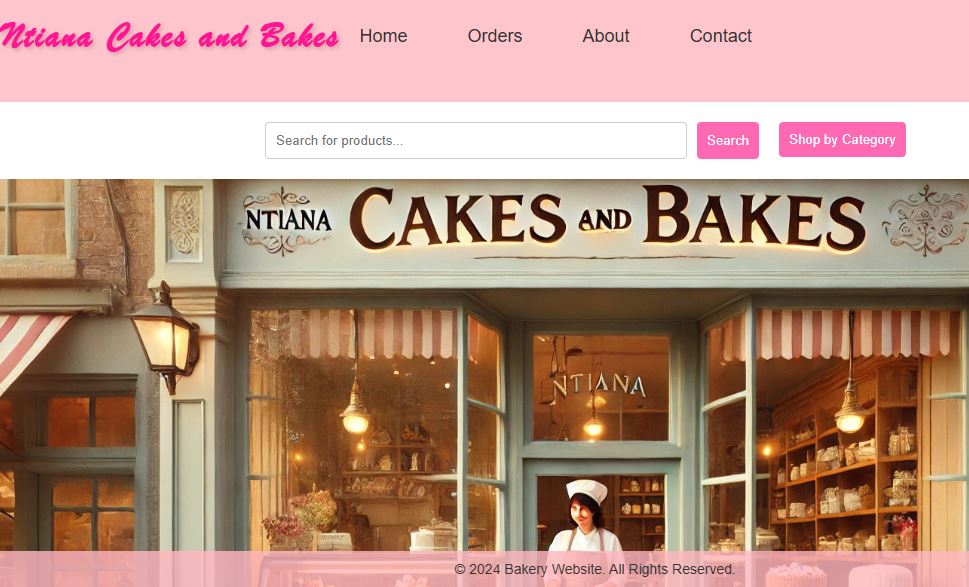 Ntiana Cakes and Bakes Home Orders About Contact
Search for products... Search Shop by Category
NTIANA CAKES AND BAKES
NTIANA
© 2024 Bakery Website. All Rights Reserved.